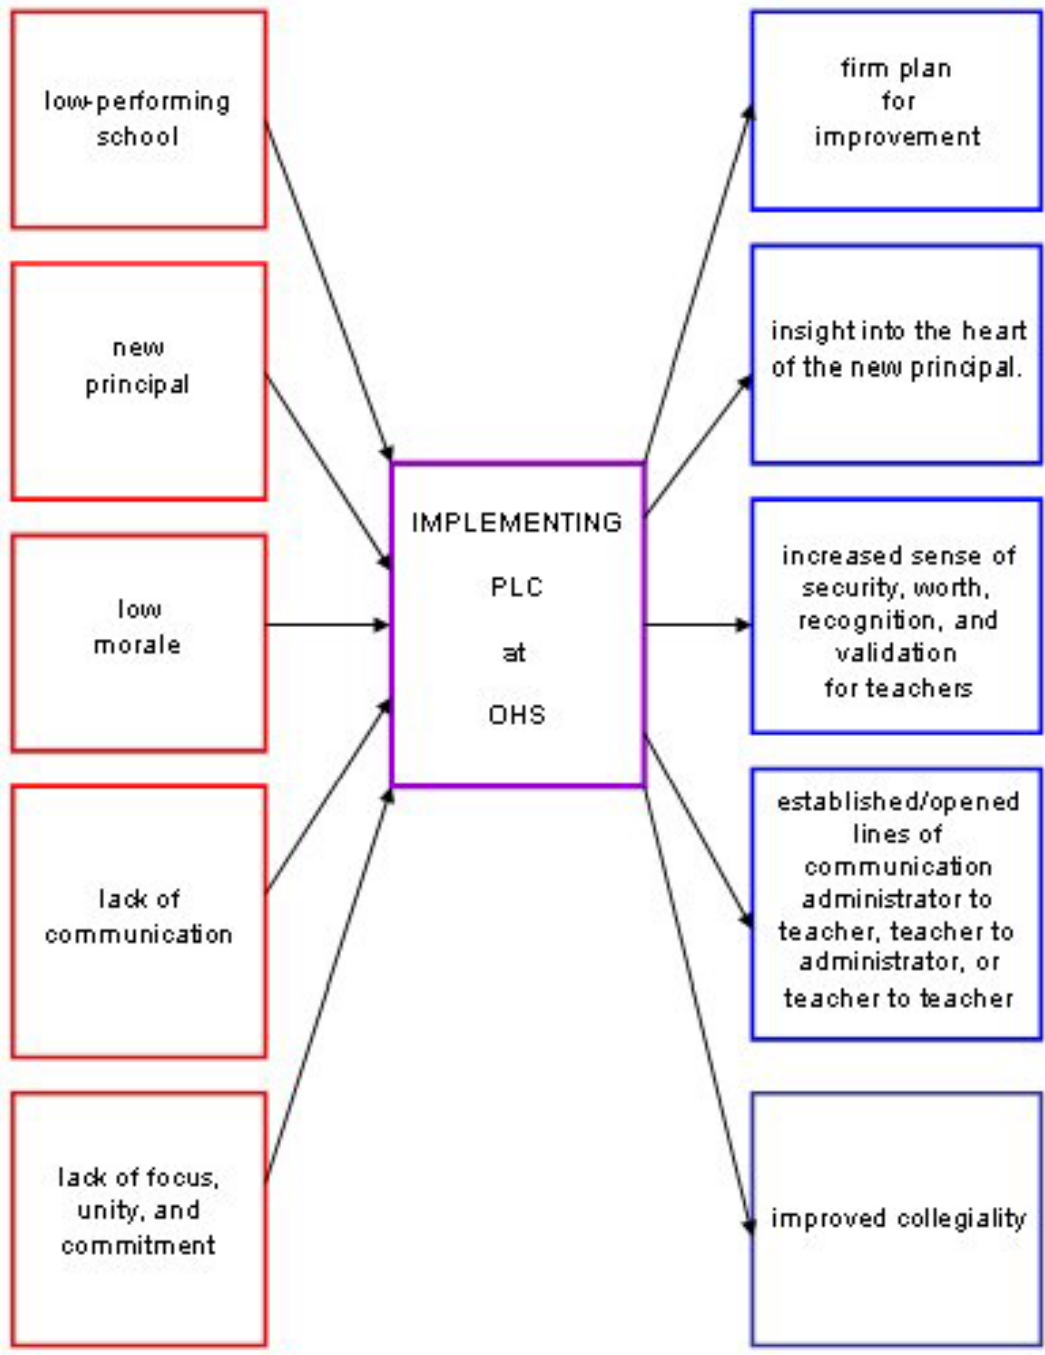 low-performing
school
new
principal
low
morale
lack of
communication
lack of focus,
unity, and
commitment
IMPLEMENTING
PLC
at
OHS
firm plan
for
improvement
insight into the heart
of the new principal.
increased sense of
security, worth,
recognition, and
validation
for teachers
established/opened
lines of
communication
administrator to
teacher, teacher to
administrator, or
teacher to teacher
improved collegiality